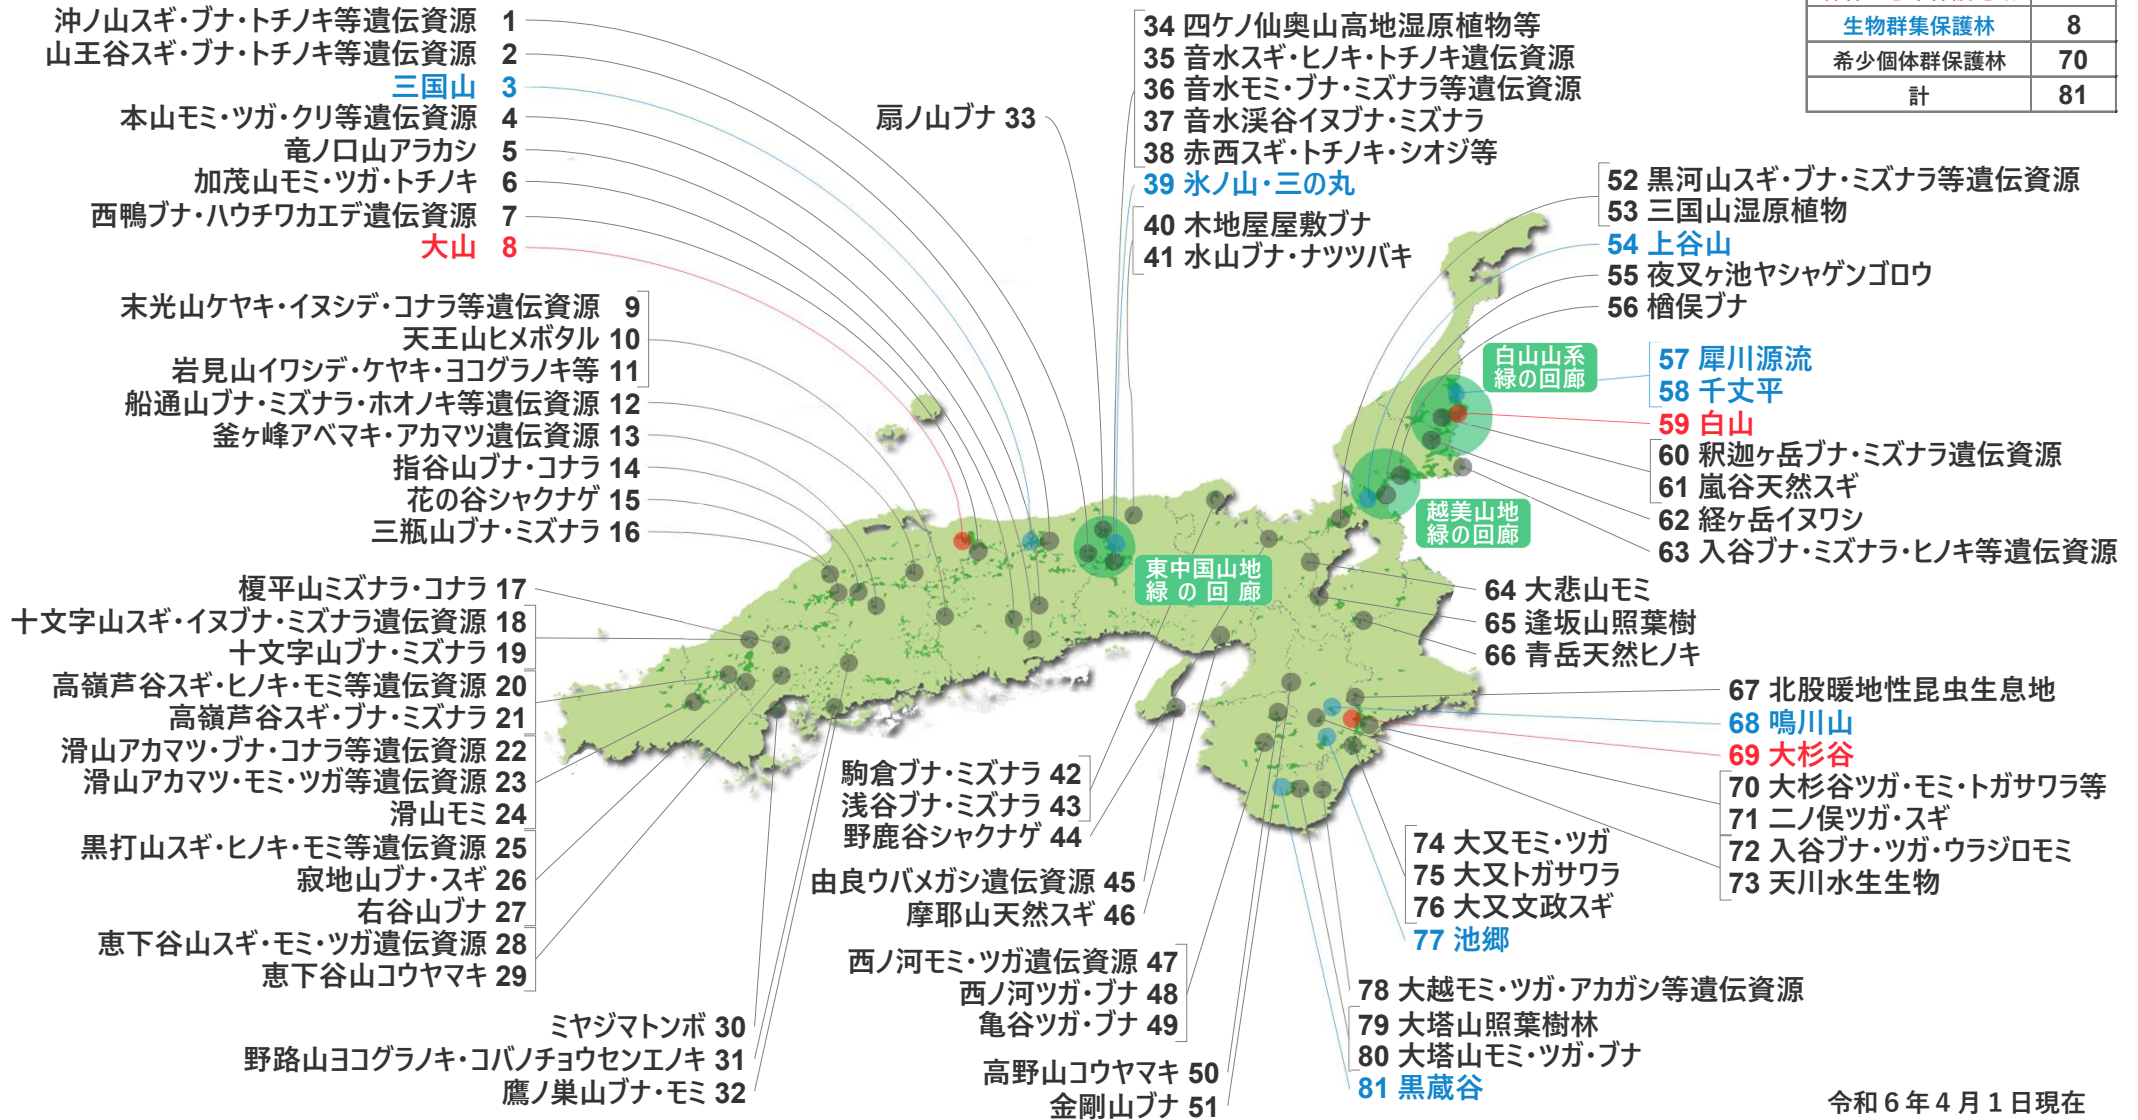 沖ノ山スギ・ブナ・トチノキ等遺伝資源 1
山王谷スギ・ブナ・トチノキ等遺伝資源 2
三国山 3
本山モミ・ツガ・クリ等遺伝資源 4
竜ノ口山アラカシ 5
加茂山モミ・ツガ・トチノキ 6
西鴨ブナ・ハウチワカエデ遺伝資源 7
大山 8
末光山ケヤキ・イヌシデ・コナラ等遺伝資源 9
天王山ヒメボタル 10
岩見山イワシデ・ケヤキ・ヨコグラノキ等 11
船通山ブナ・ミズナラ・ホオノキ等遺伝資源 12
釜ヶ峰アベマキ・アカマツ遺伝資源 13
指谷山ブナ・コナラ 14
花の谷シャクナゲ 15
三瓶山ブナ・ミズナラ 16
榎平山ミズナラ・コナラ 17
十文字山スギ・イヌブナ・ミズナラ遺伝資源 18
十文字山ブナ・ミズナラ 19
高嶺芦谷スギ・ヒノキ・モミ等遺伝資源 20
高嶺芦谷スギ・ブナ・ミズナラ 21
滑山アカマツ・ブナ・コナラ等遺伝資源 22
滑山アカマツ・モミ・ツガ等遺伝資源 23
滑山モミ 24
黒打山スギ・ヒノキ・モミ等遺伝資源 25
寂地山ブナ・スギ 26
右谷山ブナ 27
恵下谷山スギ・モミ・ツガ遺伝資源 28
恵下谷山コウヤマキ 29
ミヤジマトンボ 30
野路山ヨコグラノキ・コバノチョウセンエノキ 31
鷹ノ巣山ブナ・モミ 32
扇ノ山ブナ 33
34 四ケノ仙奥山高地湿原植物等
35 音水スギ・ヒノキ・トチノキ遺伝資源
36 音水モミ・ブナ・ミズナラ等遺伝資源
37 音水渓谷イヌブナ・ミズナラ
38 赤西スギ・トチノキ・シオジ等
39 氷ノ山・三の丸
40 木地屋屋敷ブナ
41 水山ブナ・ナツツバキ
駒倉ブナ・ミズナラ 42
浅谷ブナ・ミズナラ 43
野鹿谷シャクナゲ 44
由良ウバメガシ遺伝資源 45
摩耶山天然スギ 46
西ノ河モミ・ツガ遺伝資源 47
西ノ河ツガ・ブナ 48
亀谷ツガ・ブナ 49
高野山コウヤマキ 50
金剛山ブナ 51
生物群集保護林 8
希少個体群保護林 70
計 81
52 黒河山スギ・ブナ・ミズナラ等遺伝資源
53 三国山湿原植物
54 上谷山
55 夜叉ヶ池ヤシャゲンゴロウ
56 楢俣ブナ
白山山系
緑の回廊
57 犀川源流
58 千丈平
59 白山
60 釈迦ヶ岳ブナ・ミズナラ遺伝資源
61 嵐谷天然スギ
62 経ヶ岳イヌワシ
63 入谷ブナ・ミズナラ・ヒノキ等遺伝資源
越美山地
緑の回廊
東中国山地
緑の回廊
64 大悲山モミ
65 逢坂山照葉樹
66 青岳天然ヒノキ
67 北股暖地性昆虫生息地
68 鳴川山
69 大杉谷
70 大杉谷ツガ・モミ・トガサワラ等
71 二ノ俣ツガ・スギ
72 入谷ブナ・ツガ・ウラジロモミ
73 天川水生生物
74 大又モミ・ツガ
75 大又トガサワラ
76 大又文政スギ
77 池郷
78 大越モミ・ツガ・アカガシ等遺伝資源
79 大塔山照葉樹林
80 大塔山モミ・ツガ・ブナ
81 黒蔵谷
令和６年４月１日現在